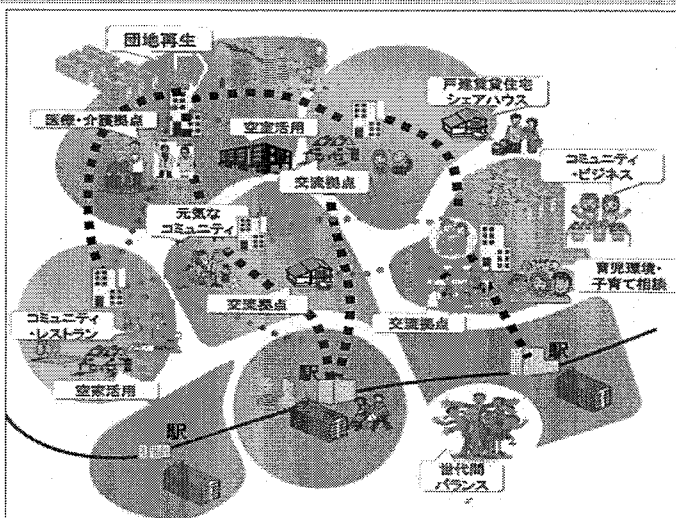 団地再生
戸建賃貸住宅
シェアハウス
医療・介護拠点
空室活用
コミュニティ
・ビジネス
交流拠点
元気な
コミュニティ
育児環境・
子育て相談
交流拠点
交流拠点
コミュニティ
・レストラン
空家活用
駅
駅
駅
世代間
バランス